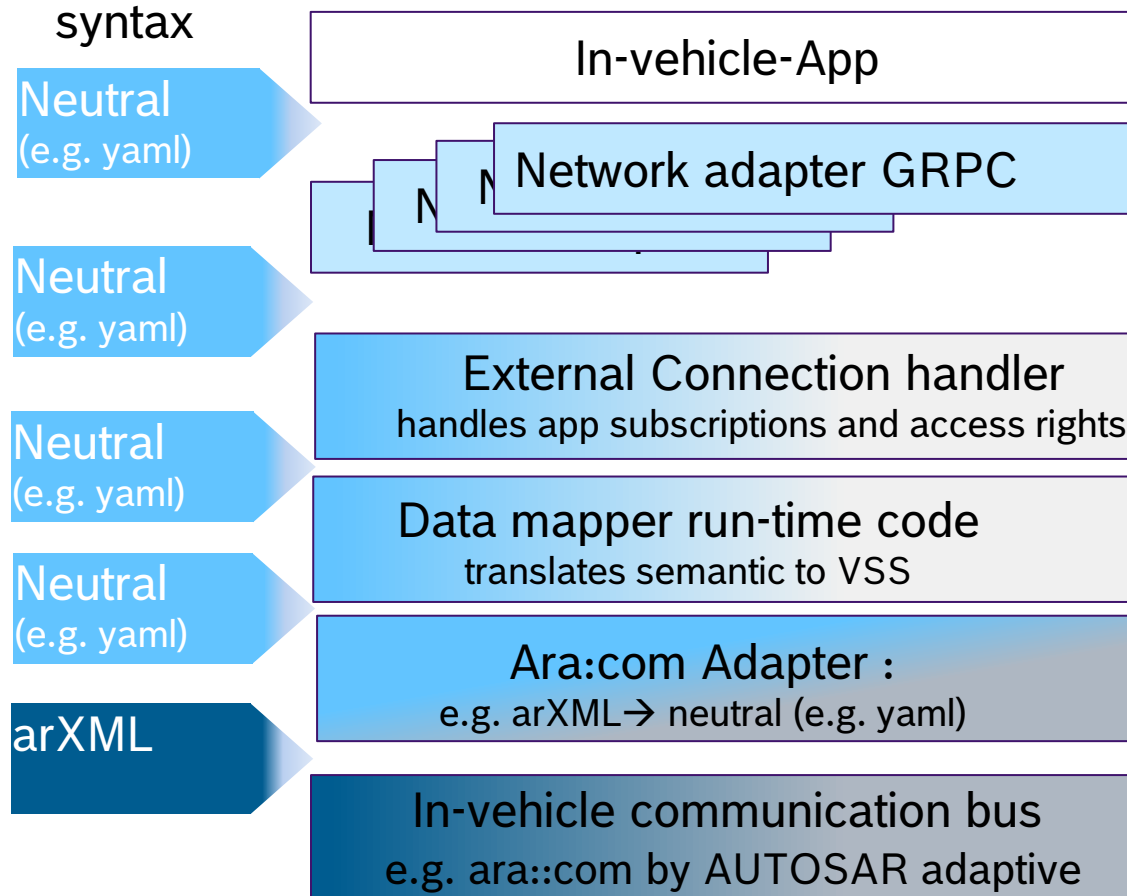 syntax
In-vehicle-App
Neutral
(e.g. yaml)
Network adapter GRPC
N
N
Neutral
(e.g. yaml)
External Connection handler
handles app subscriptions and access rights
Neutral
(e.g. yaml)
Data mapper run-time code
translates semantic to VSS
Neutral
(e.g. yaml)
Ara:com Adapter :
e.g. arXML→ neutral (e.g. yaml)
arXML
In-vehicle communication bus
e.g. ara::com by AUTOSAR adaptive